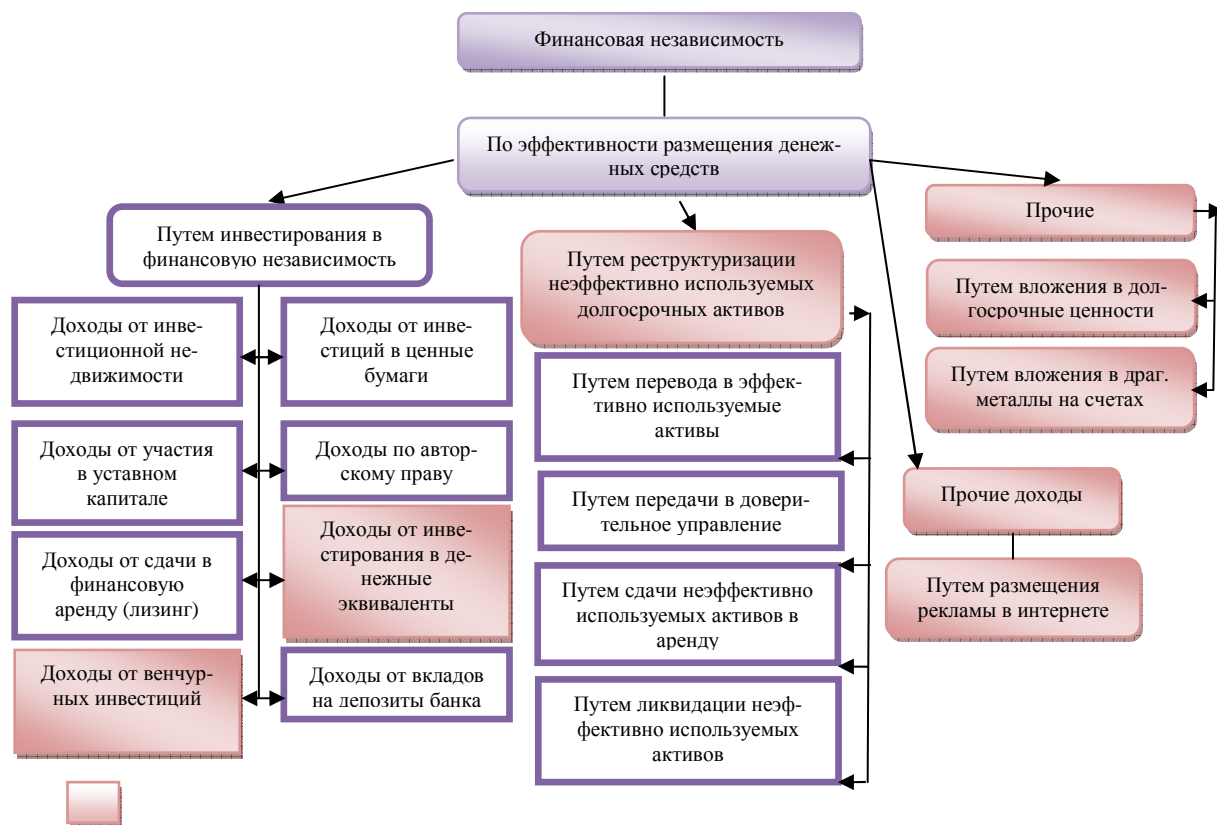 Финансовая независимость
По эффективности размещения денеж-
ных средств
Путем инвестирования в
финансовую независимость
Доходы от инве-
стиционной не-
движимости
Доходы от инве-
стиций в ценные
бумаги
Доходы от участия
в уставном
капитале
Доходы по автор-
скому праву
Доходы от сдачи в
финансовую
аренду (лизинг)
Доходы от инве-
стирования в де-
нежные
эквиваленты
Доходы от венчур-
ных инвестиций
Доходы от вкладов
на депозиты банка
Путем реструктуризации
неэффективно используемых
долгосрочных активов
Путем перевода в эффек-
тивно используемые
активы
Путем передачи в довери-
тельное управление
Путем сдачи неэффективно
используемых активов в
аренду
Путем ликвидации неэф-
фективно используемых
активов
Прочие
Путем вложения в дол-
госрочные ценности
Путем вложения в драг.
металлы на счетах
Прочие доходы
Путем размещения
рекламы в интернете